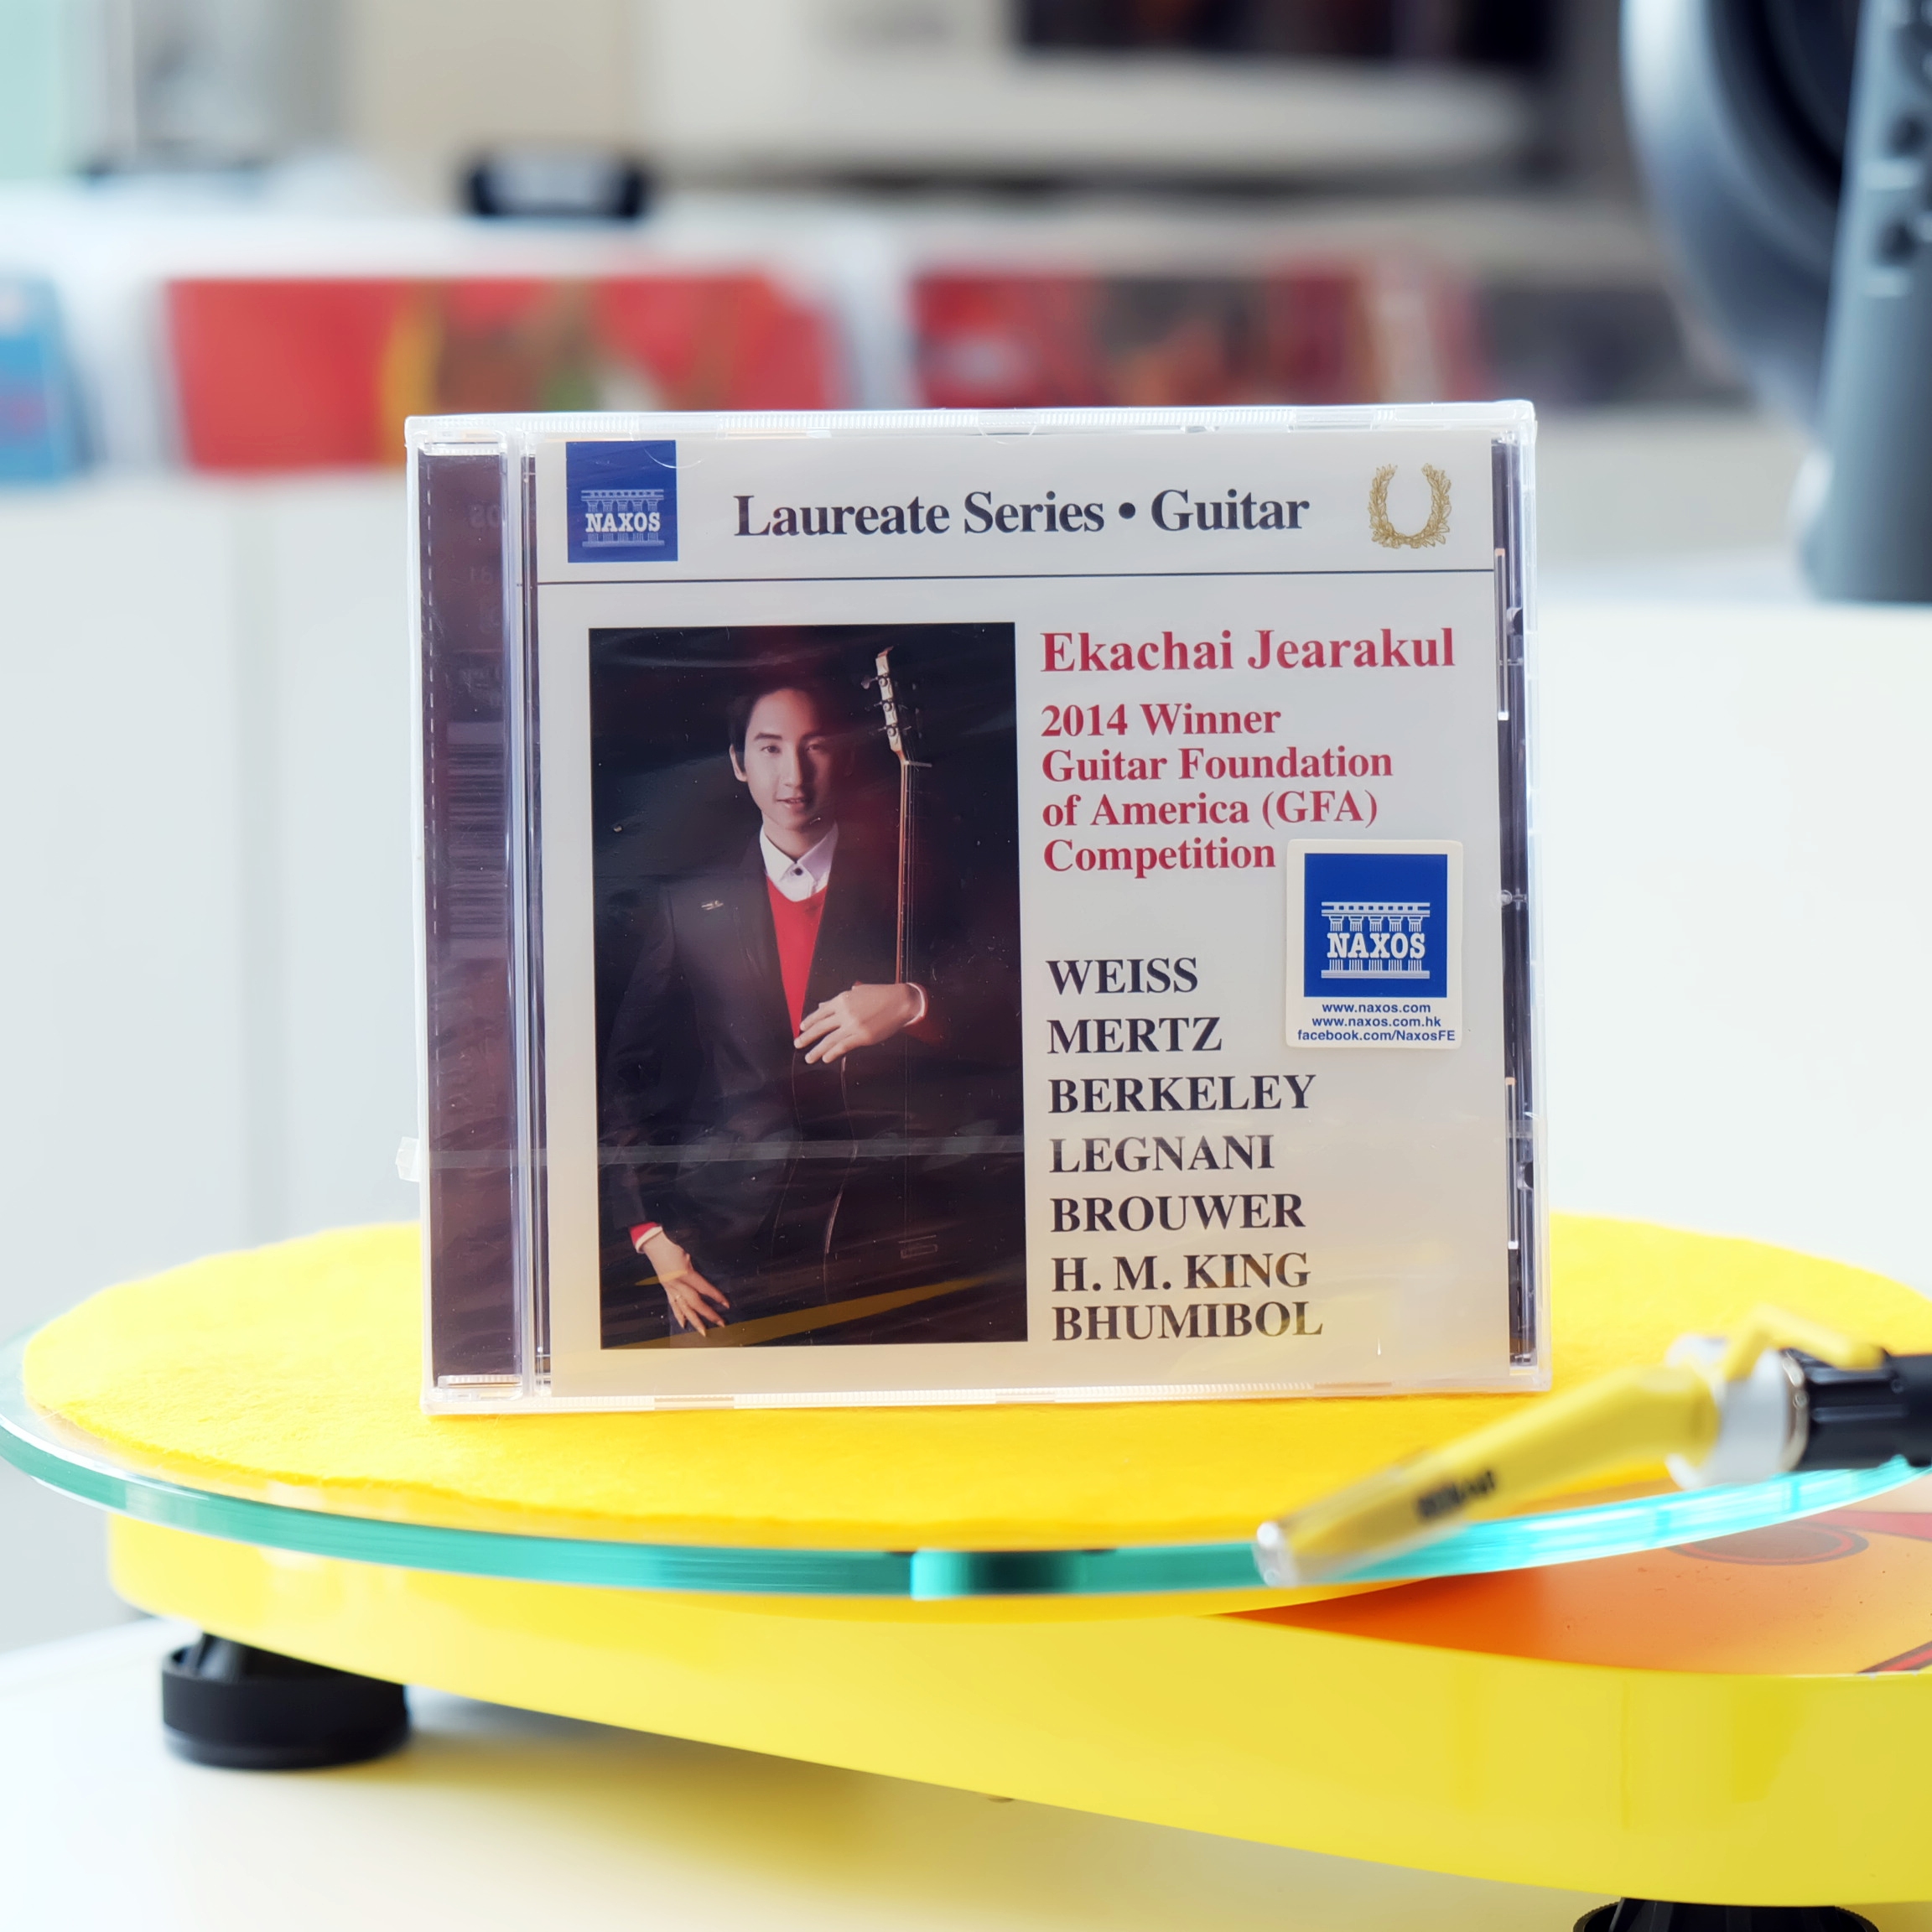 NAXOS
Laureate Series • Guitar
Ekachai Jearakul
2014 Winner
Guitar Foundation
of America (GFA)
Competition
NAXOS
www.naxos.com
www.naxos.com.hk
facebook.com/NaxosFE
WEISS
MERTZ
BERKELEY
LEGNANI
BROUWER
H. M. KING
BHUMIBOL